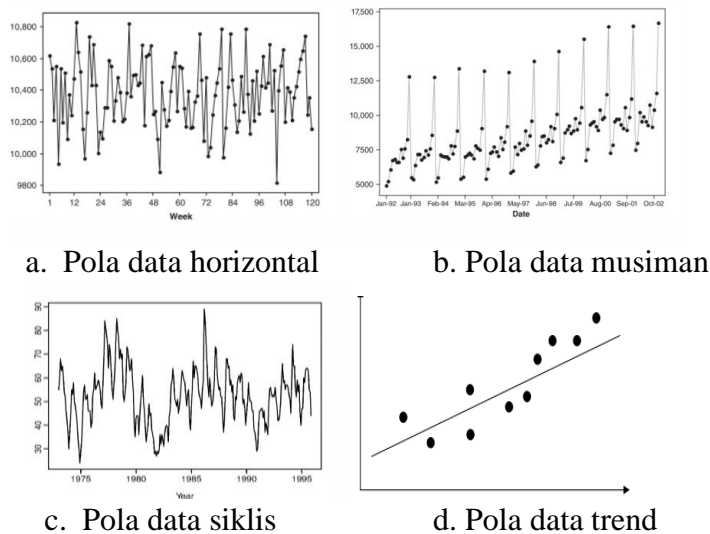 10,800
10,600
10,400
10,200
10,000
9800
1 12 24 36 48 60 72 84 96 108 120
Week
17,500
15,000
12,500
10,000
7500
5000
Jan-92 Jan-93 Feb-94 Mar-95 Apr-96 May-97 Jun-98 Jul-99 Aug-00 Sep-01 Oct-02
Date
a. Pola data horizontal
b. Pola data musiman
90
80
70
60
50
40
30
1975 1980 1985 1990 1995
Year
c. Pola data siklis
d. Pola data trend